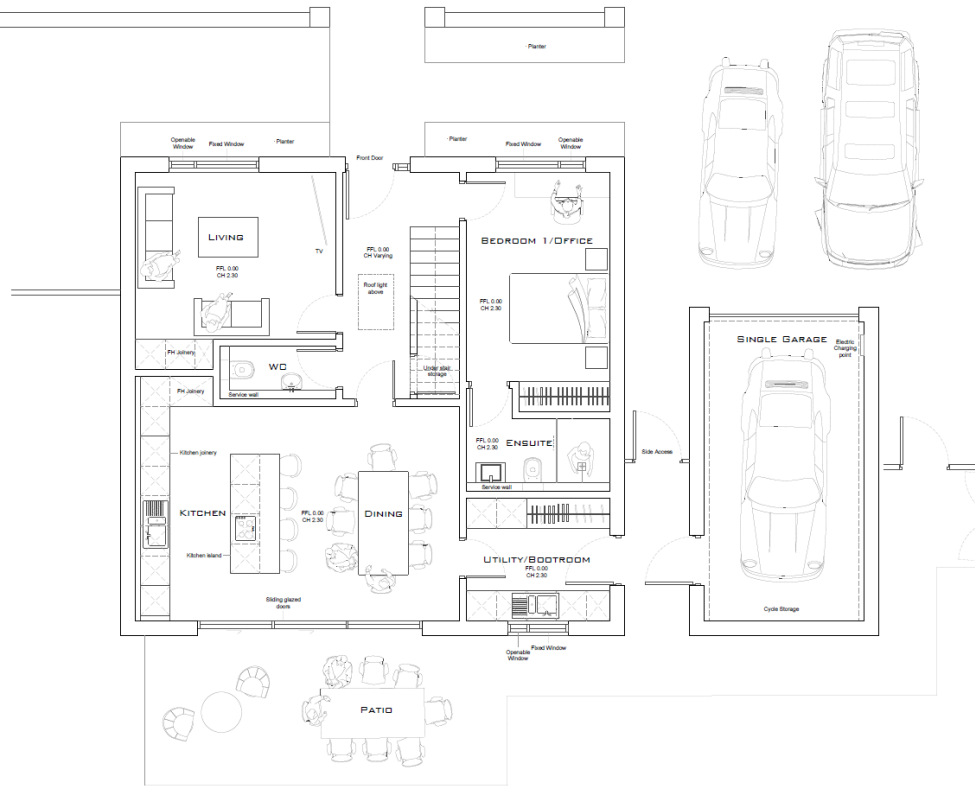 · Planter
Openable
Window
Fixed Window
· Planter
Front Door
· Planter
Fixed Window
Openable
Window
LIVING
FFL 0.00
CH 2.30
TV
FFL 0.00
CH Varying
Roof light
above
BEDROOM 1/OFFICE
FFL 0.00
CH 2.30
SINGLE GARAGE
Electric
Charging
point
FH Joinery
WC
Service wall
Under stair
storage
FH Joinery
Kitchen joinery
FFL 0.00
CH 2.30
ENSUITE
Service wall
Side Access
KITCHEN
FFL 0.00
CH 2.30
DINING
Kitchen island
UTILITY/BOOTROOM
FFL 0.00
CH 2.30
Sliding glazed
doors
Cycle Storage
Openable
Window
Fixed Window
PATIO